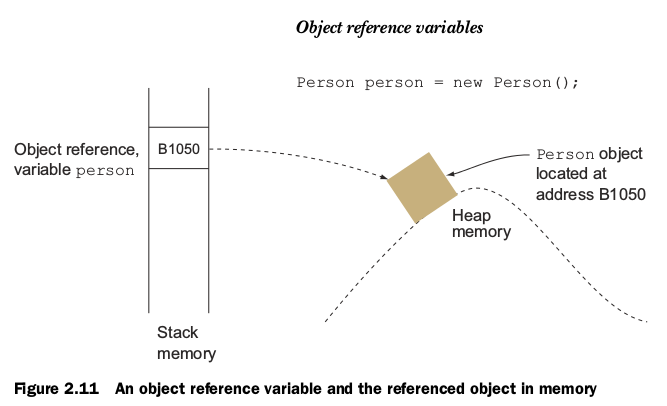 Object reference variables
Person person = new Person();
Object reference,
variable person
B1050
Person object
located at
address B1050
Heap
memory
Stack
memory
Figure 2.11 An object reference variable and the referenced object in memory